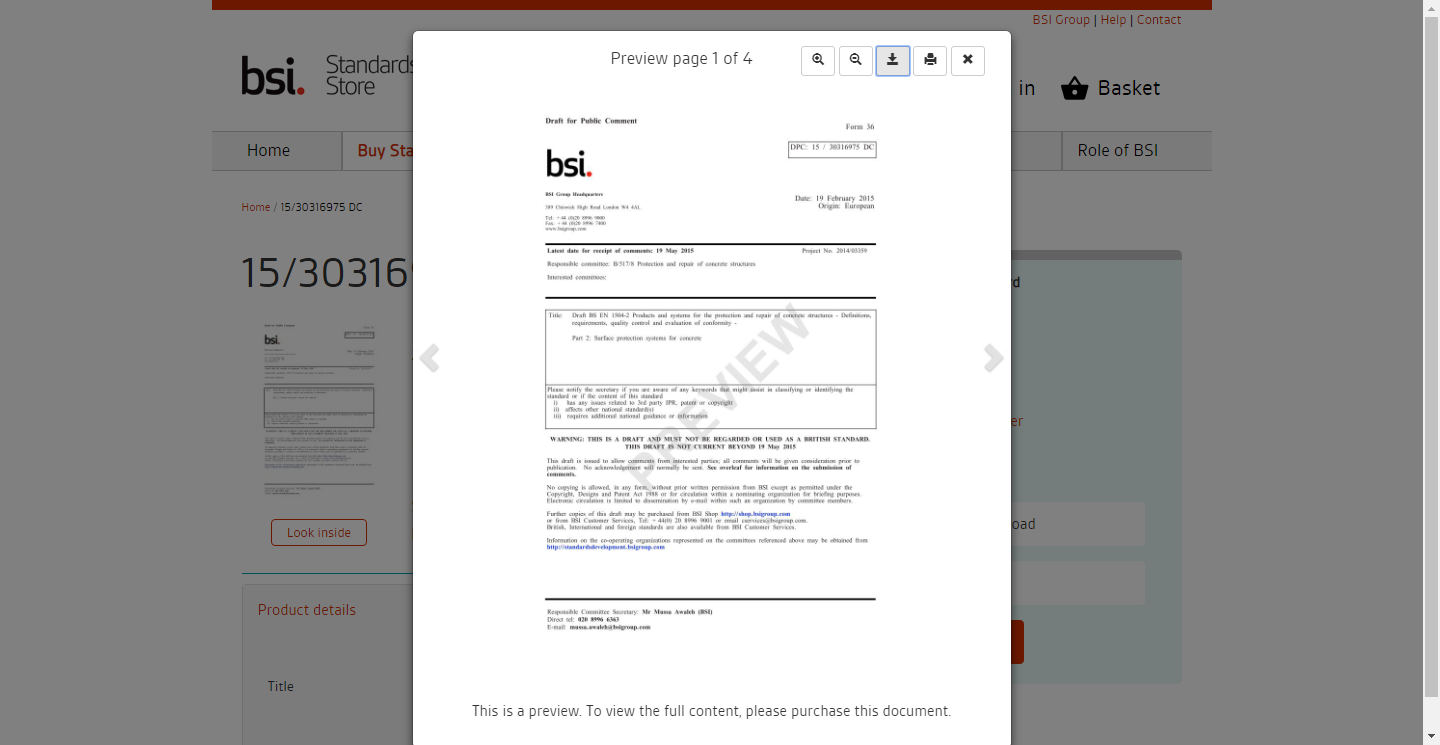 BSI Group | Help | Contact
bsi.
Standards
Store
in
Basket
Home
Buy Sta
Role of BSI
Home / 15/30316975 DC
15/30316
rd
er
oad
Look inside
Product details
Title
Preview page 1 of 4
Draft for Public Comment
Form 36
DPC: 15 / 30316975 DC
bsi.
BSI Group Headquarters
389 Chiswick High Road London W4 4AL
Tel: +44 (0)20 8996 9000
Fax: +44 (0)20 8996 7400
www.bsigroup.com
Date: 19 February 2015
Origin: European
Latest date for receipt of comments: 19 May 2015
Project No. 2014/03359
Responsible committee: B/517/8 Protection and repair of concrete structures
Interested committees:
Title: Draft BS EN 1504-2 Products and systems for the protection and repair of concrete structures - Definitions,
requirements, quality control and evaluation of conformity -
Part 2: Surface protection systems for concrete
PREVIEW
Please notify the secretary if you are aware of any keywords that might assist in classifying or identifying the
standard or if the content of this standard
i) has any issues related to 3rd party IPR, patent or copyright
ii) affects other national standard(s)
iii) requires additional national guidance or information
WARNING: THIS IS A DRAFT AND MUST NOT BE REGARDED OR USED AS A BRITISH STANDARD.
THIS DRAFT IS NOT CURRENT BEYOND 19 May 2015
This draft is issued to allow comments from interested parties; all comments will be given consideration prior to
publication. No acknowledgement will normally be sent. See overleaf for information on the submission of
comments.
No copying is allowed, in any form, without prior written permission from BSI except as permitted under the
Copyright, Designs and Patent Act 1988 or for circulation within a nominating organization for briefing purposes.
Electronic circulation is limited to dissemination by e-mail within such an organization by committee members.
Further copies of this draft may be purchased from BSI Shop http://shop.bsigroup.com
or from BSI Customer Services, Tel: +44(0) 20 8996 9001 or email cservices@bsigroup.com.
British, International and foreign standards are also available from BSI Customer Services.
Information on the co-operating organizations represented on the committees referenced above may be obtained from
http://standardsdevelopment.bsigroup.com
Responsible Committee Secretary: Mr Mussa Awaleh (BSI)
Direct tel: 020 8996 6363
E-mail: mussa.awaleh@bsigroup.com
This is a preview. To view the full content, please purchase this document.